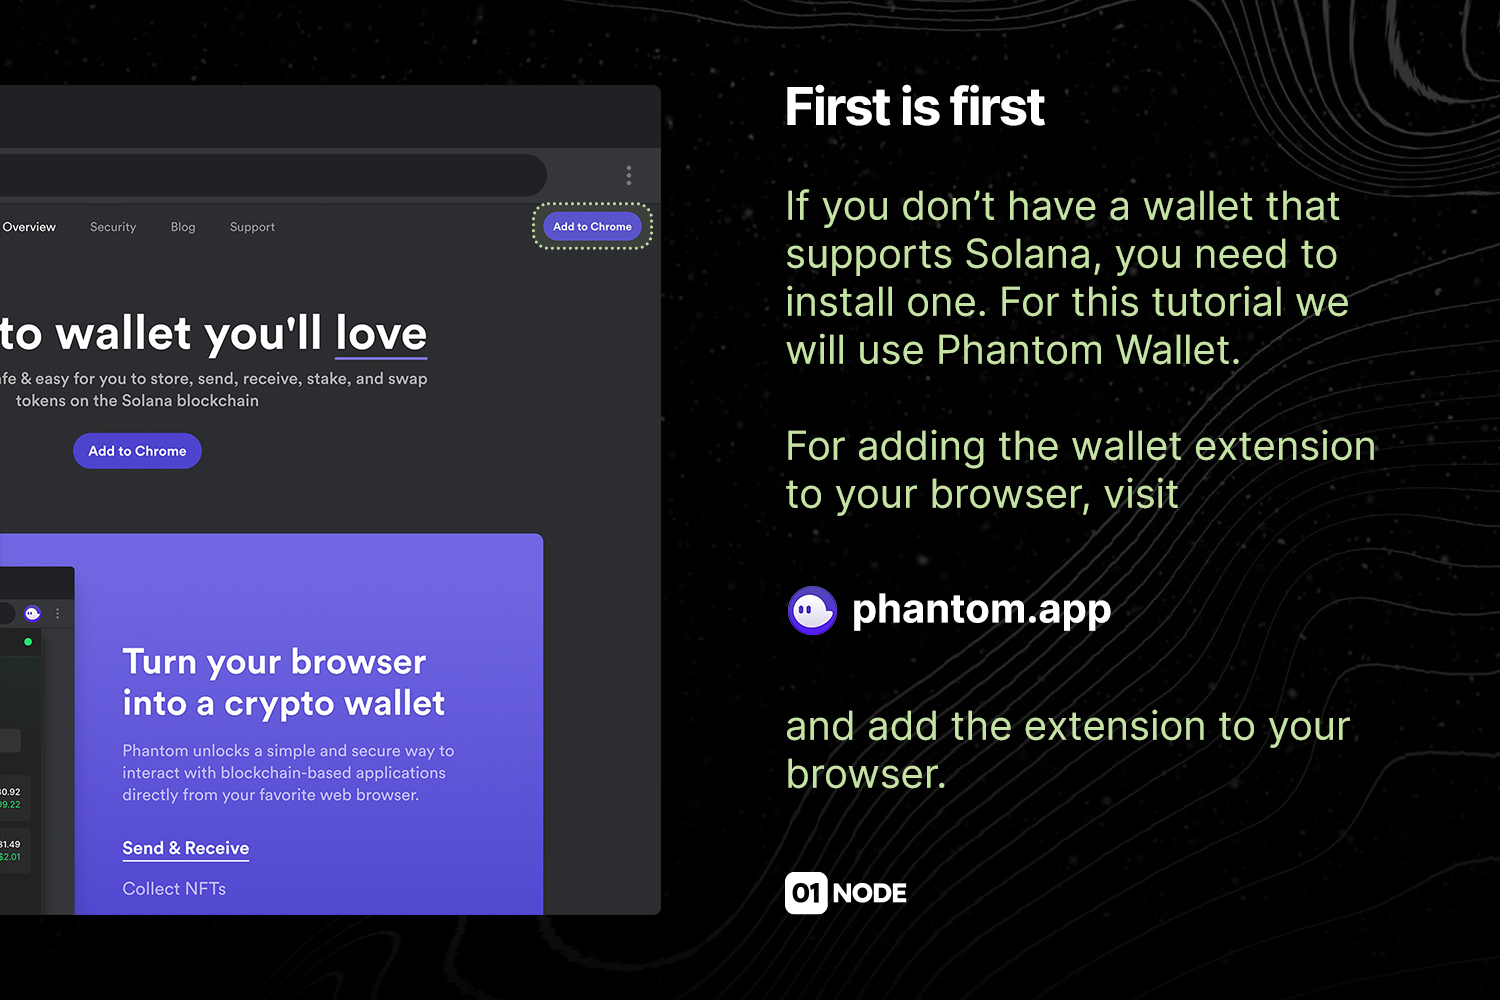 Overview Security Blog Support Add to Chrome
to wallet you'll love
fe & easy for you to store, send, receive, stake, and swap
tokens on the Solana blockchain
Add to Chrome
Turn your browser
into a crypto wallet
Phantom unlocks a simple and secure way to
interact with blockchain-based applications
directly from your favorite web browser.
30.92
99.22
31.49
$2.01
Send & Receive
Collect NFTs
First is first
If you don’t have a wallet that
supports Solana, you need to
install one. For this tutorial we
will use Phantom Wallet.
For adding the wallet extension
to your browser, visit
phantom.app
and add the extension to your
browser.
01 NODE